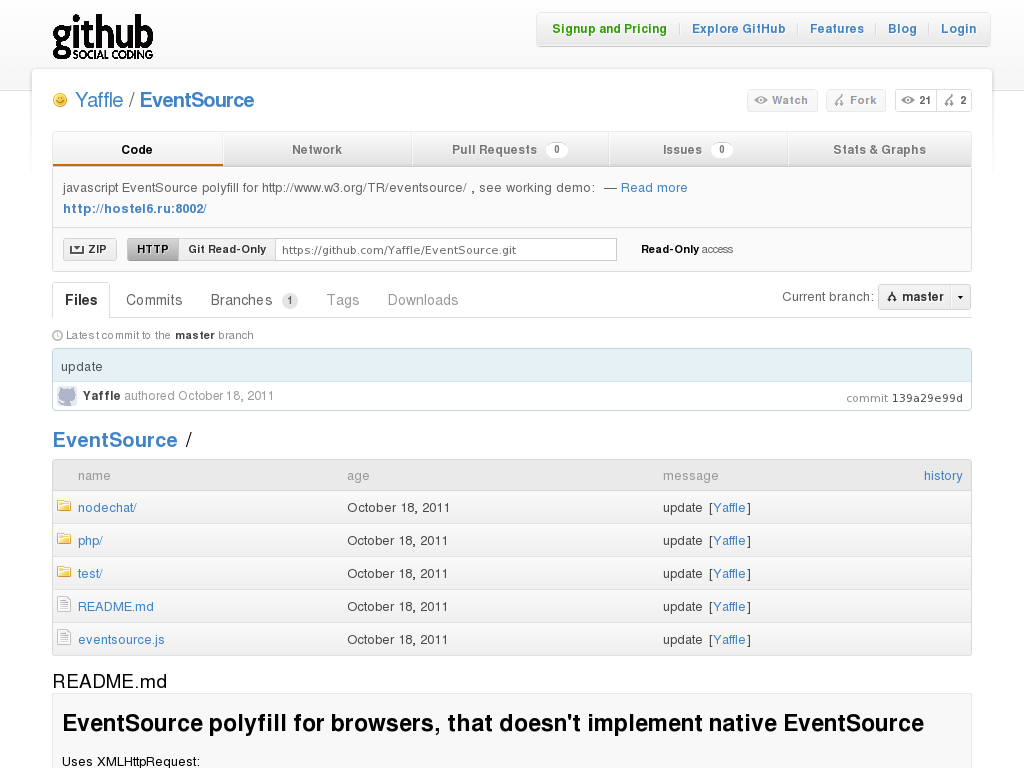 github
SOCIAL CODING
Signup and Pricing Explore GitHub Features Blog Login
Yaffle / EventSource Watch Fork 21 2
Code Network Pull Requests 0 Issues 0 Stats & Graphs
javascript EventSource polyfill for http://www.w3.org/TR/eventsource/ , see working demo: — Read more
http://hostel6.ru:8002/
ZIP HTTP Git Read-Only https://github.com/Yaffle/EventSource.git Read-Only access
Files Commits Branches 1 Tags Downloads Current branch: master
Latest commit to the master branch
update
Yaffle authored October 18, 2011 commit 139a29e99d
EventSource /
name age message history
nodechat/ October 18, 2011 update [Yaffle]
php/ October 18, 2011 update [Yaffle]
test/ October 18, 2011 update [Yaffle]
README.md October 18, 2011 update [Yaffle]
eventsource.js October 18, 2011 update [Yaffle]
README.md
EventSource polyfill for browsers, that doesn't implement native EventSource
Uses XMLHttpRequest: